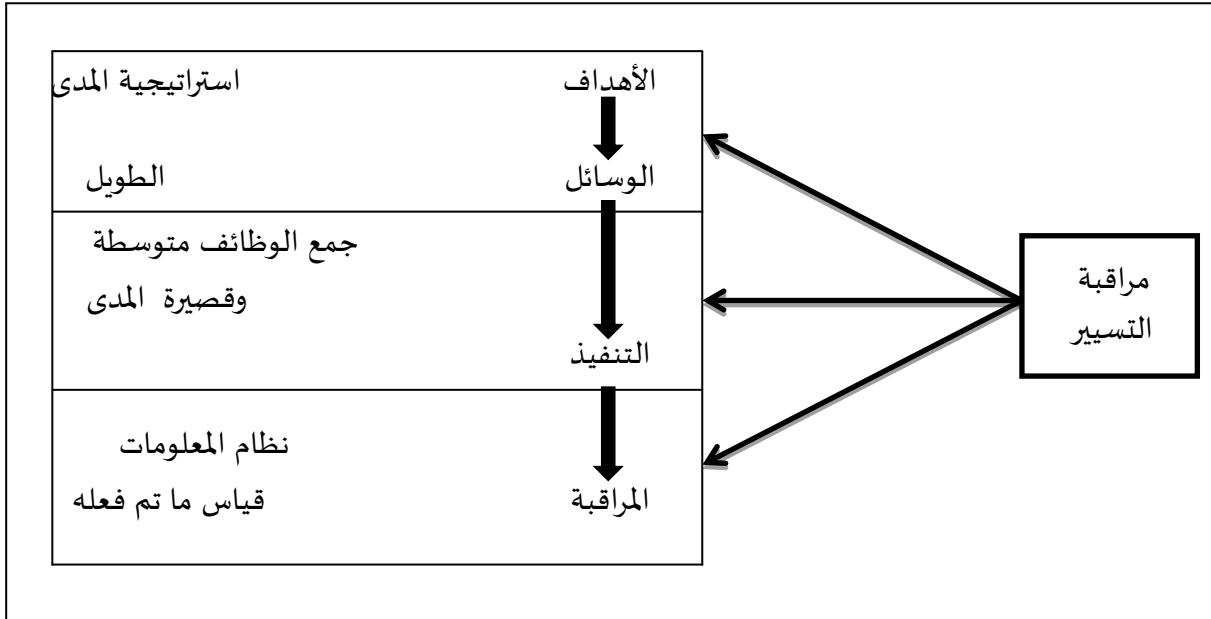 الأهداف
استراتيجية المدى
الوسائل
الطويل
جمع الوظائف متوسطة
وقصيرة المدى
التنفيذ
نظام المعلومات
المراقبة
قياس ما تم فعله
مراقبة
التسيير